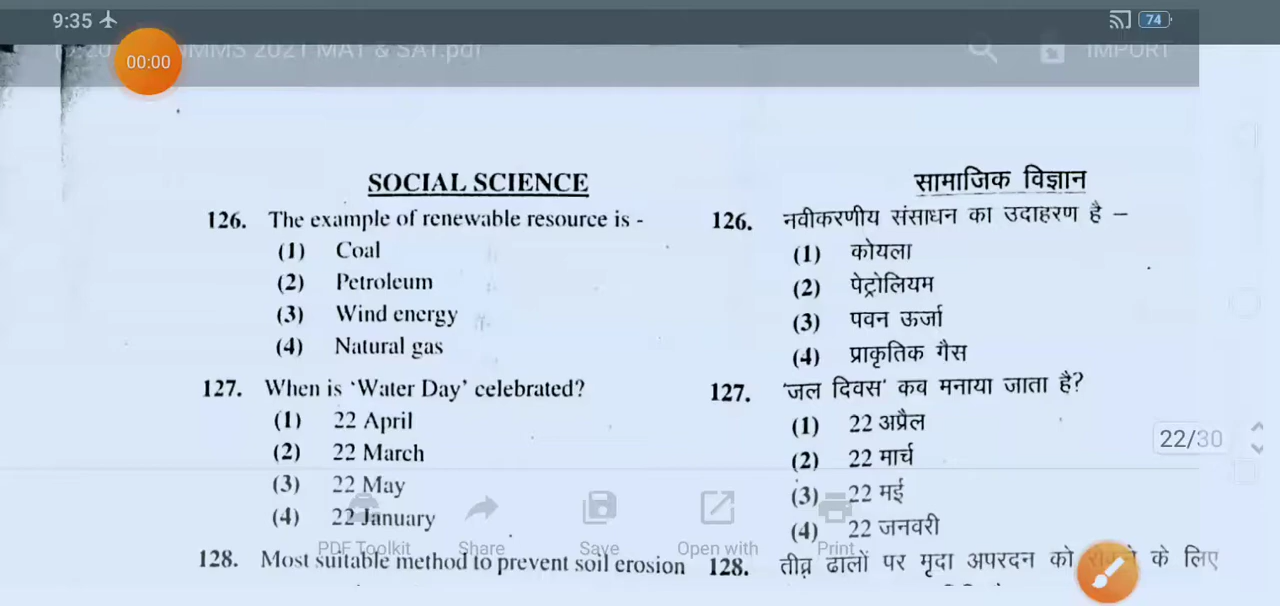 9:35
74
NMMS 2021 MAT & SAT.pdf
IMPORT
00:00
SOCIAL SCIENCE
126. The example of renewable resource is -
(1) Coal
(2) Petroleum
(3) Wind energy
(4) Natural gas
127. When is ‘Water Day’ celebrated?
(1) 22 April
(2) 22 March
(3) 22 May
(4) 22 January
128. Most suitable method to prevent soil erosion
सामाजिक विज्ञान
126. नवीकरणीय संसाधन का उदाहरण है –
(1) कोयला
(2) पेट्रोलियम
(3) पवन ऊर्जा
(4) प्राकृतिक गैस
127. 'जल दिवस' कब मनाया जाता है?
(1) 22 अप्रैल
(2) 22 मार्च
(3) 22 मई
(4) 22 जनवरी
128. तीव्र ढालों पर मृदा अपरदन को के लिए
22/30
PDF Toolkit
Share
Save
Open with
Print